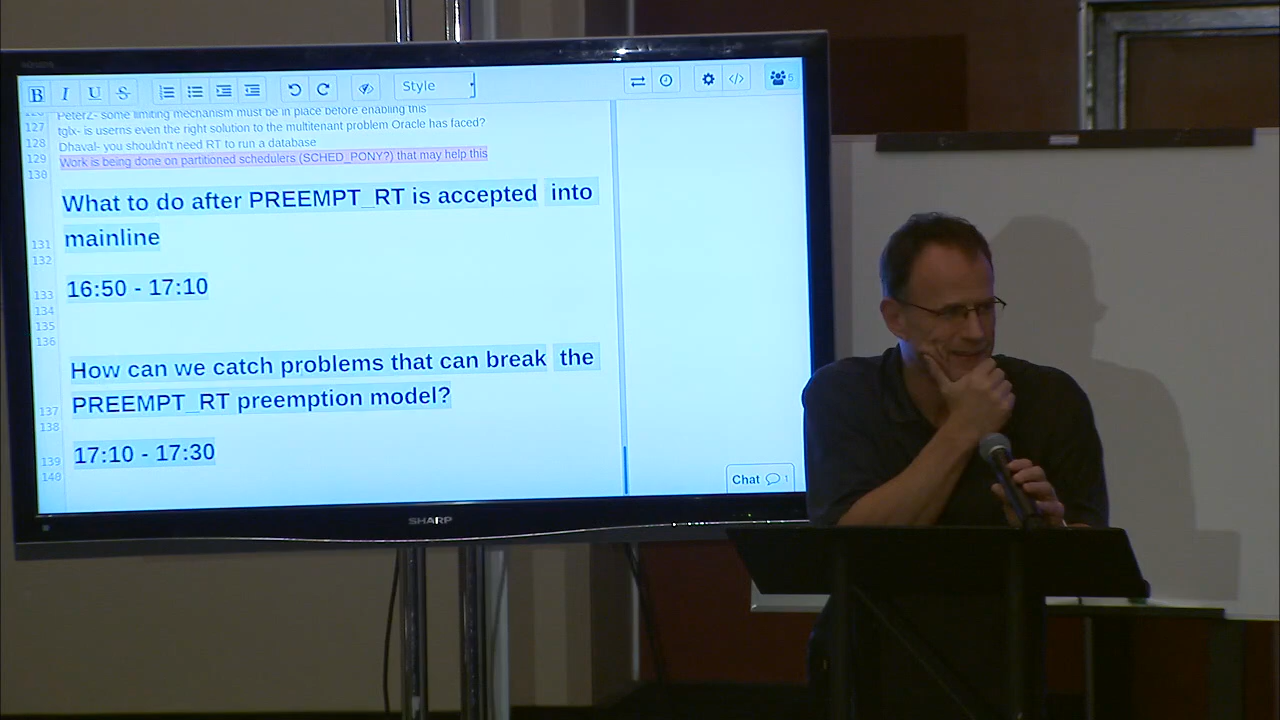 B I U S
Style
5
PeterZ- some limiting mechanism must be in place before enabling this
127 tglx- is userns even the right solution to the multitenant problem Oracle has faced?
128 Dhaval- you shouldn't need RT to run a database
129 Work is being done on partitioned schedulers (SCHED_PONY?) that may help this
130
What to do after PREEMPT_RT is accepted into
131 mainline
132
133 16:50 - 17:10
134
135
136
How can we catch problems that can break the
137 PREEMPT_RT preemption model?
138
139 17:10 - 17:30
140
Chat 1
SHARP